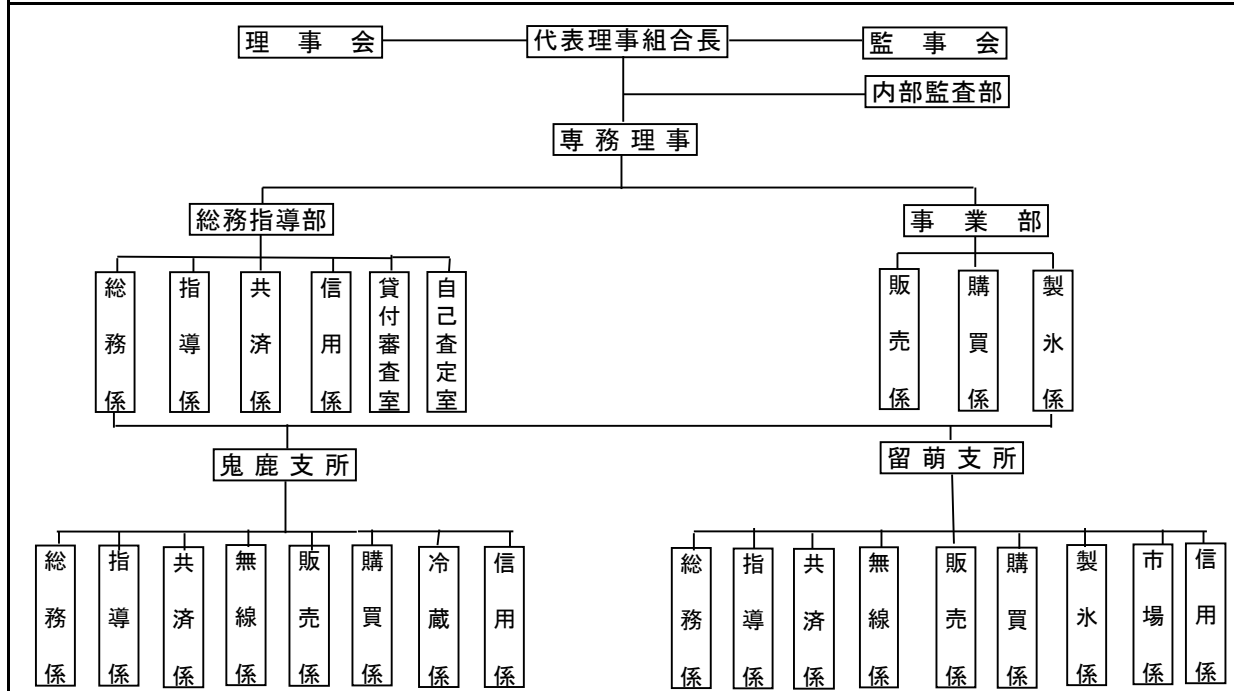 理事会
代表理事組合長
監事会
内部監査部
専務理事
総務指導部
事業部
総務係
指導係
共済係
信用係
貸付審査室
自己査定室
販売係
購買係
製氷係
鬼鹿支所
留萌支所
総務係
指導係
共済係
無線係
販売係
購買係
冷蔵係
信用係
総務係
指導係
共済係
無線係
販売係
購買係
製氷係
市場係
信用係